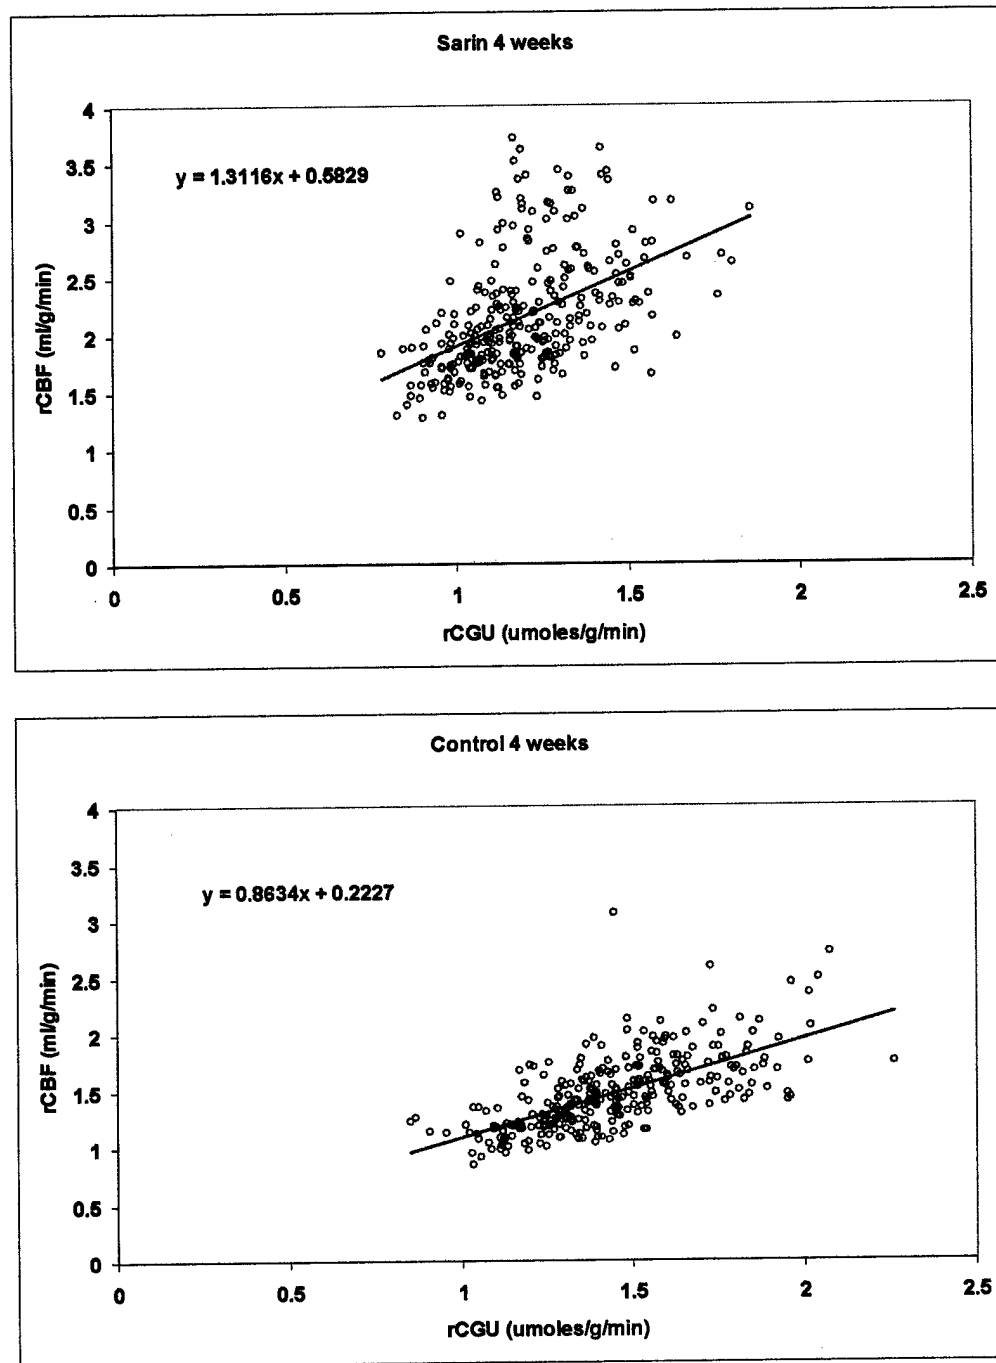 Sarin 4 weeks
4
3.5
y = 1.3116x + 0.5829
3
2.5
2
1.5
1
0.5
0
rCBF (ml/g/min)
0 0.5 1 1.5 2 2.5
rCGU (umoles/g/min)
Control 4 weeks
4
3.5
y = 0.8634x + 0.2227
3
2.5
2
1.5
1
0.5
0
rCBF (ml/g/min)
0 0.5 1 1.5 2 2.5
rCGU (umoles/g/min)